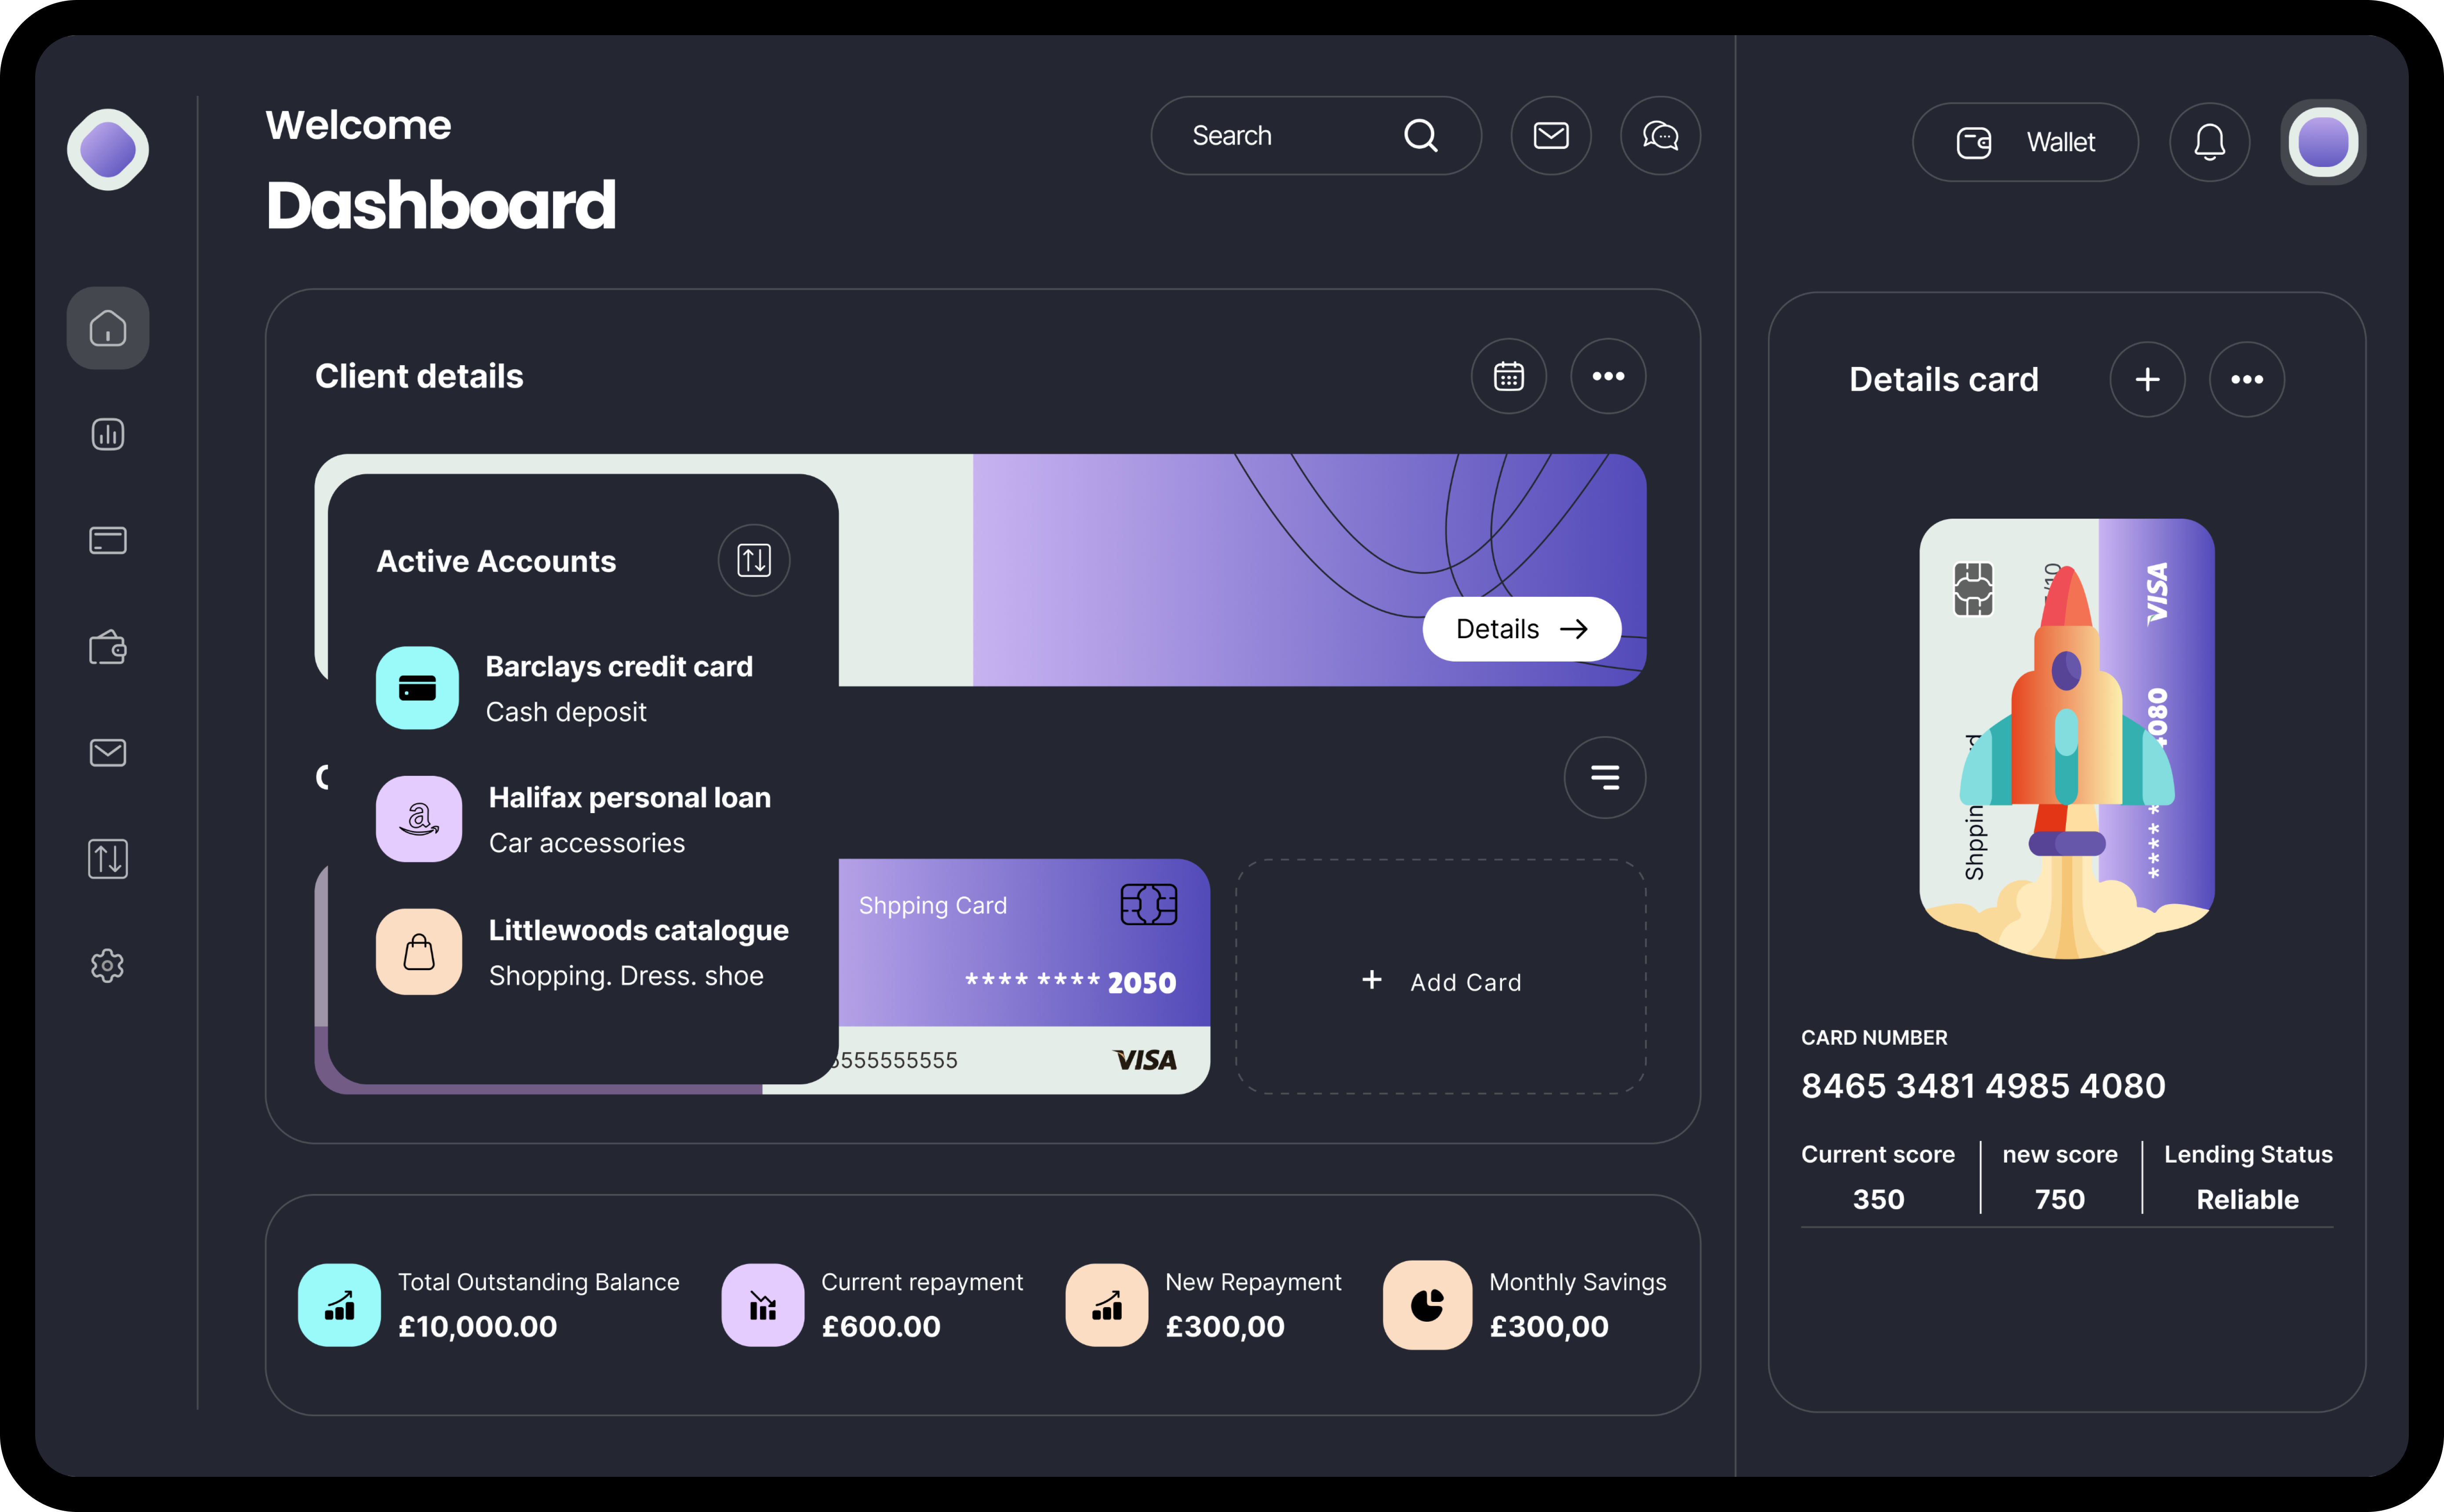 Welcome
Dashboard
Search
Wallet
Client details
Details card
Active Accounts
Barclays credit card
Cash deposit
Halifax personal loan
Car accessories
Littlewoods catalogue
Shopping. Dress. shoe
Details
Shpping Card
**** **** 2050
5555555555
VISA
+ Add Card
VISA
4080
****
CARD NUMBER
8465 3481 4985 4080
Current score
350
new score
750
Lending Status
Reliable
Total Outstanding Balance
£10,000.00
Current repayment
£600.00
New Repayment
£300,00
Monthly Savings
£300,00